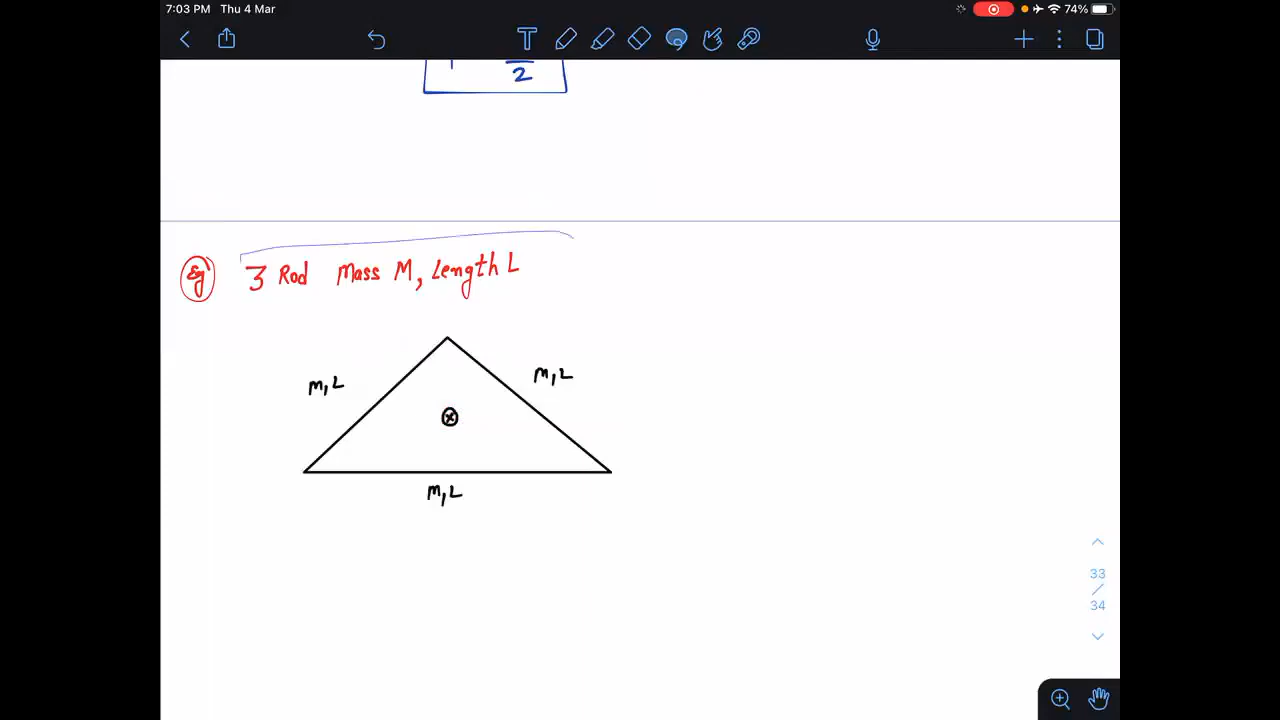 7:03 PM Thu 4 Mar
74%
T
2
Eg
3 Rod Mass M, Length L
M,L
M,L
M,L
33
/
34